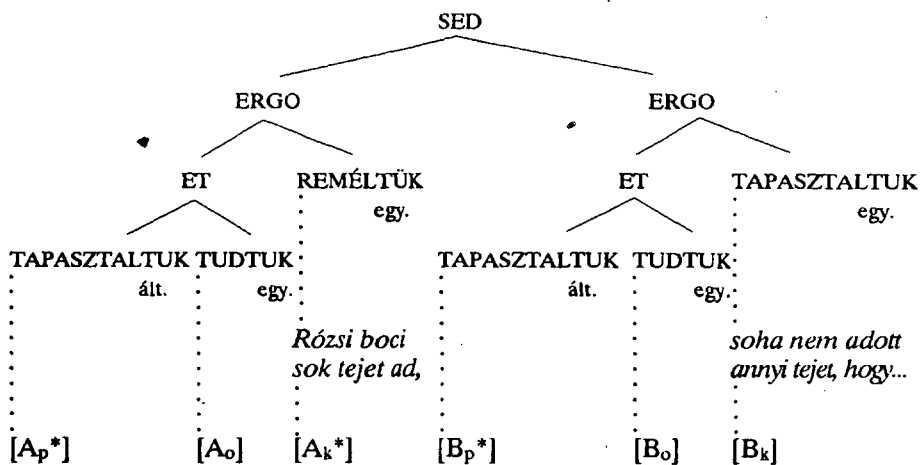 SED
ERGO ERGO
ET REMÉLTÜK ET TAPASZTALTUK
egy. egy.
TAPASZTALTUK TUDTUK TAPASZTALTUK TUDTUK
ált. egy. ált. egy.
Rózsi boci soha nem adott
sok tejet ad, annyi tejet, hogy...
[Ap*] [Ao] [Ak*] [Bp*] [Bo] [Bk]